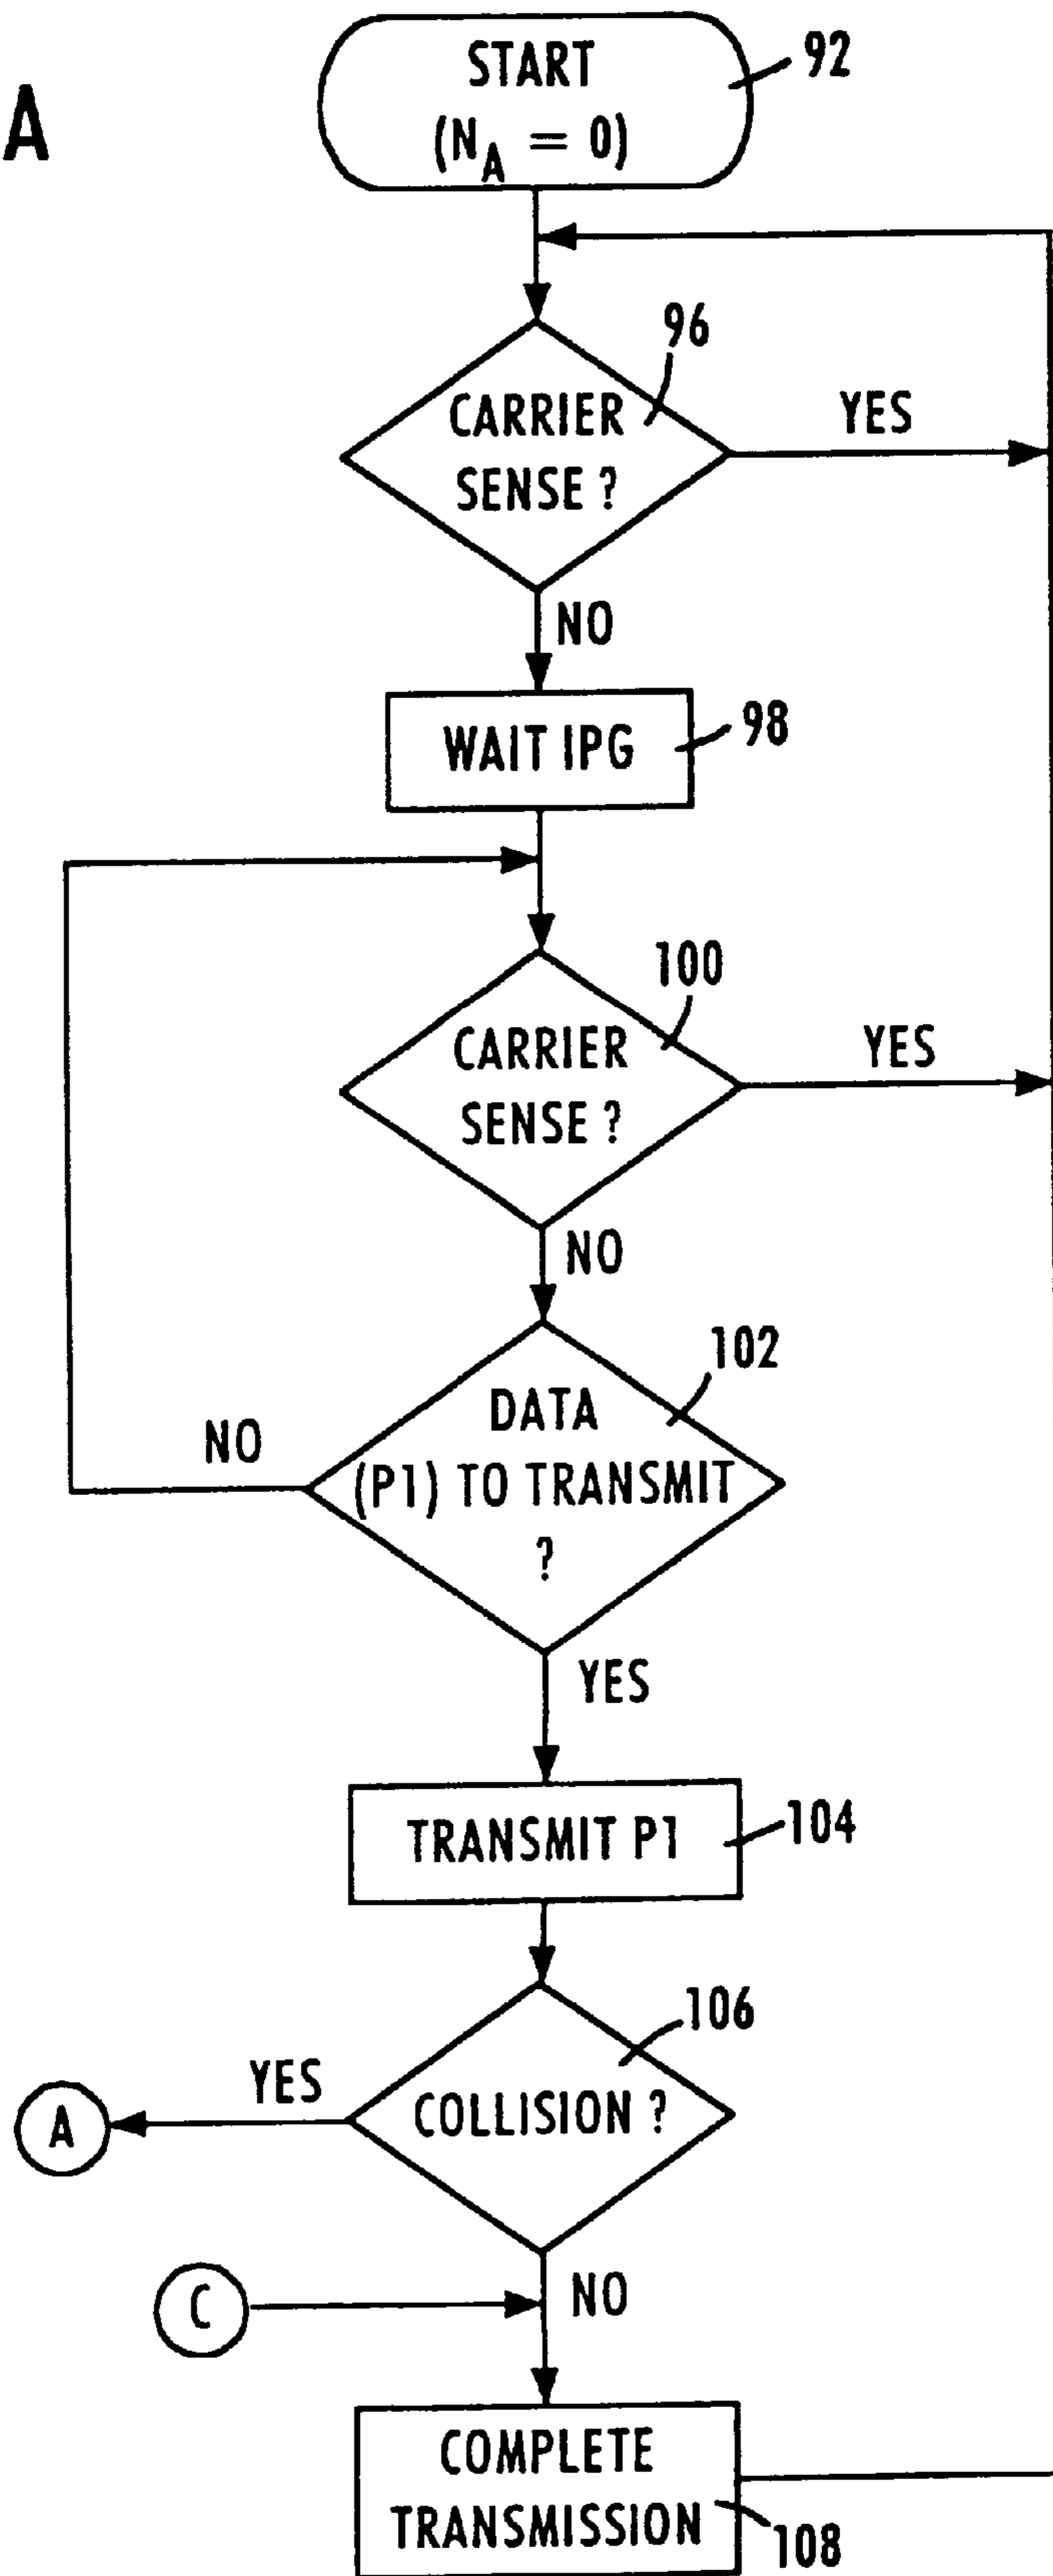 A
START
(N_A = 0)
92
96
CARRIER
SENSE ?
YES
NO
WAIT IPG
98
100
CARRIER
SENSE ?
YES
NO
102
DATA
(P1) TO TRANSMIT
?
NO
YES
TRANSMIT P1
104
106
COLLISION ?
YES
A
C
NO
COMPLETE
TRANSMISSION
108